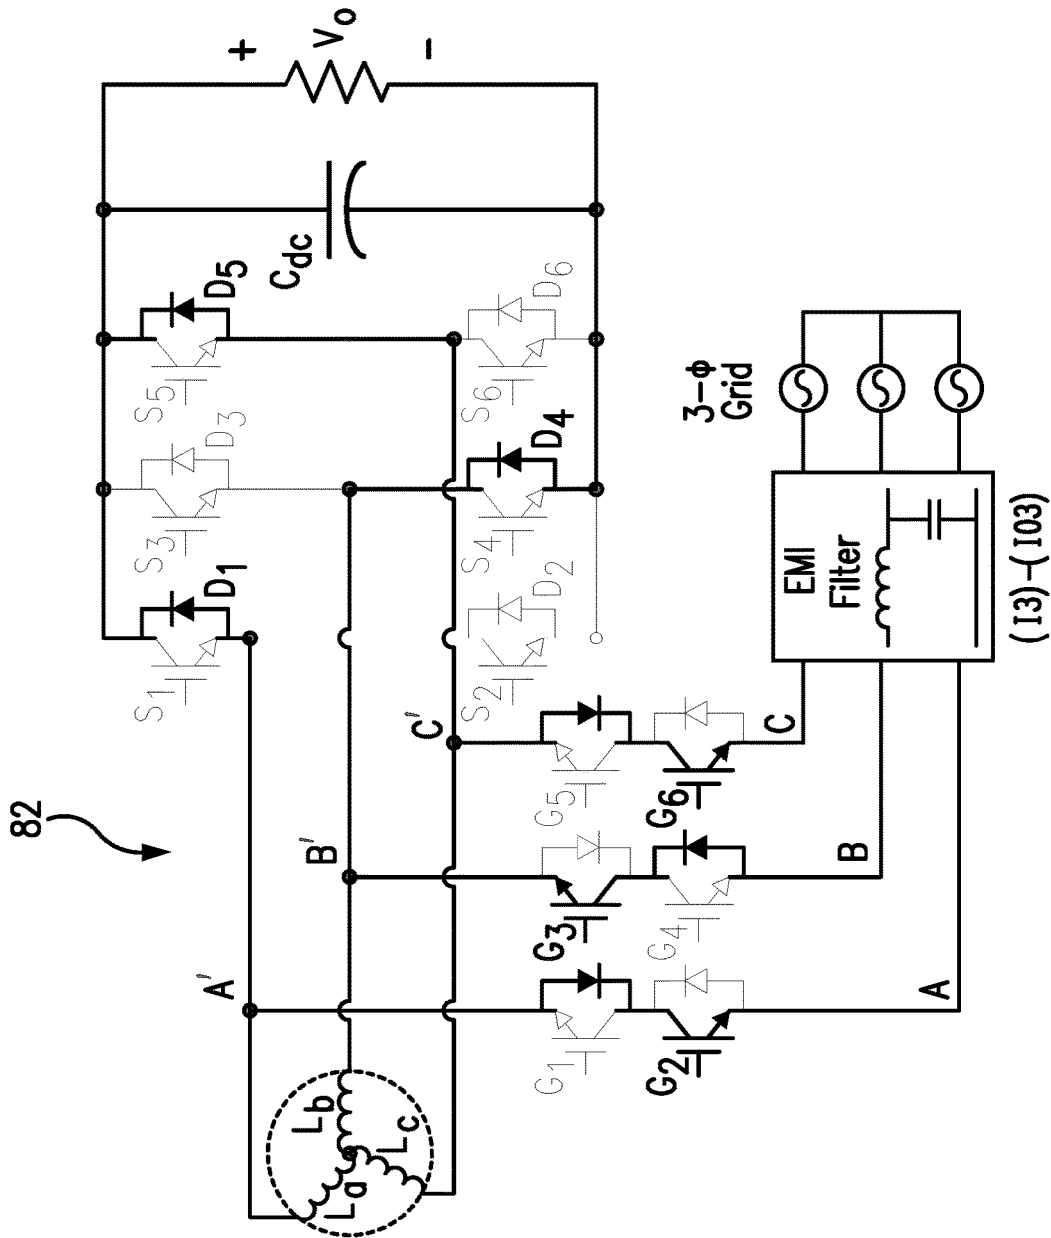 82
+
Vo
−
Cdc
S1
D1
S3
D3
S5
D5
S2
D2
S4
D4
S6
D6
A'
B'
C'
La
Lb
Lc
G1
G2
G3
G4
G5
G6
A
B
C
EMI
Filter
3-ϕ
Grid
(I3)-(I03)